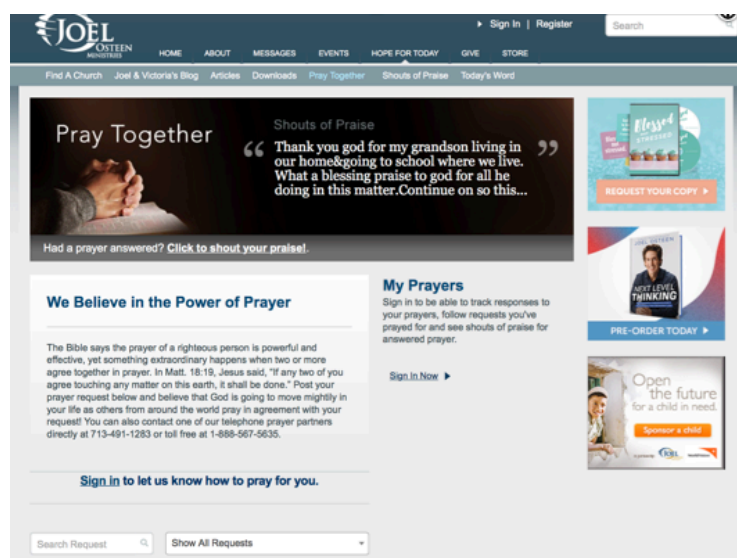 JOEL
OSTEEN
MINISTRIES
Sign In | Register
Search
HOME ABOUT MESSAGES EVENTS HOPE FOR TODAY GIVE STORE
Find A Church Joel & Victoria's Blog Articles Downloads Pray Together Shouts of Praise Today's Word
Pray Together
Shouts of Praise
“ Thank you god for my grandson living in ”
our home&going to school where we live.
What a blessing praise to god for all he
doing in this matter.Continue on so this...
Had a prayer answered? Click to shout your praise!.
Blessed
STRESSED
REQUEST YOUR COPY
JOEL OSTEEN
NEXT LEVEL
THINKING
PRE-ORDER TODAY
Open
the future
for a child in need.
Sponsor a child
JOEL
We Believe in the Power of Prayer
The Bible says the prayer of a righteous person is powerful and
effective, yet something extraordinary happens when two or more
agree together in prayer. In Matt. 18:19, Jesus said, "If any two of you
agree touching any matter on this earth, it shall be done." Post your
prayer request below and believe that God is going to move mightily in
your life as others from around the world pray in agreement with your
request! You can also contact one of our telephone prayer partners
directly at 713-491-1283 or toll free at 1-888-567-5635.
Sign in to let us know how to pray for you.
My Prayers
Sign in to be able to track responses to
your prayers, follow requests you've
prayed for and see shouts of praise for
answered prayer.
Sign In Now
Search Request
Show All Requests